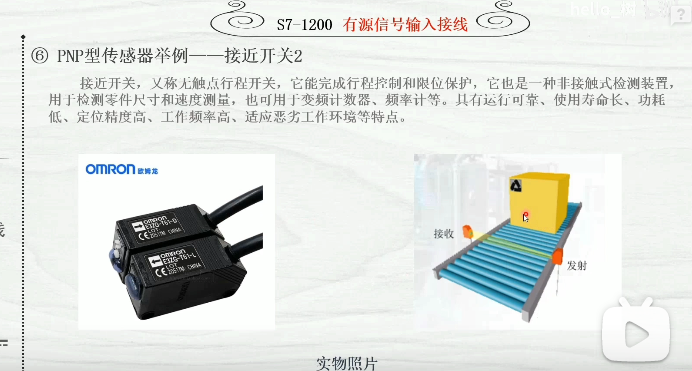 S7-1200 有源信号输入接线
⑥ PNP型传感器举例——接近开关2
接近开关，又称无触点行程开关，它能完成行程控制和限位保护，它也是一种非接触式检测装置，
用于检测零件尺寸和速度测量，也可用于变频计数器、频率计等。具有运行可靠、使用寿命长、功耗
低、定位精度高、工作频率高、适应恶劣工作环境等特点。
OMRON 欧姆龙
OMRON
E3ZG-T61-D
OMRON
E3ZG-T61-L
接收
发射
实物照片